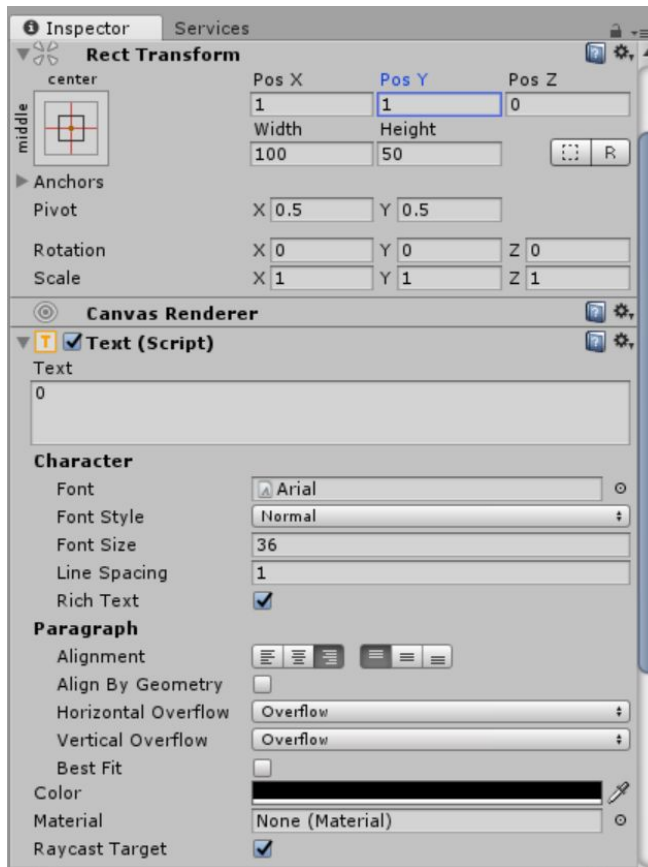 Inspector Services
Rect Transform
center Pos X Pos Y Pos Z
middle
1 1 0
Width Height
100 50 R
Anchors
Pivot X 0.5 Y 0.5
Rotation X 0 Y 0 Z 0
Scale X 1 Y 1 Z 1
Canvas Renderer
T Text (Script)
Text
0
Character
Font Arial
Font Style Normal
Font Size 36
Line Spacing 1
Rich Text
Paragraph
Alignment
Align By Geometry
Horizontal Overflow Overflow
Vertical Overflow Overflow
Best Fit
Color
Material None (Material)
Raycast Target